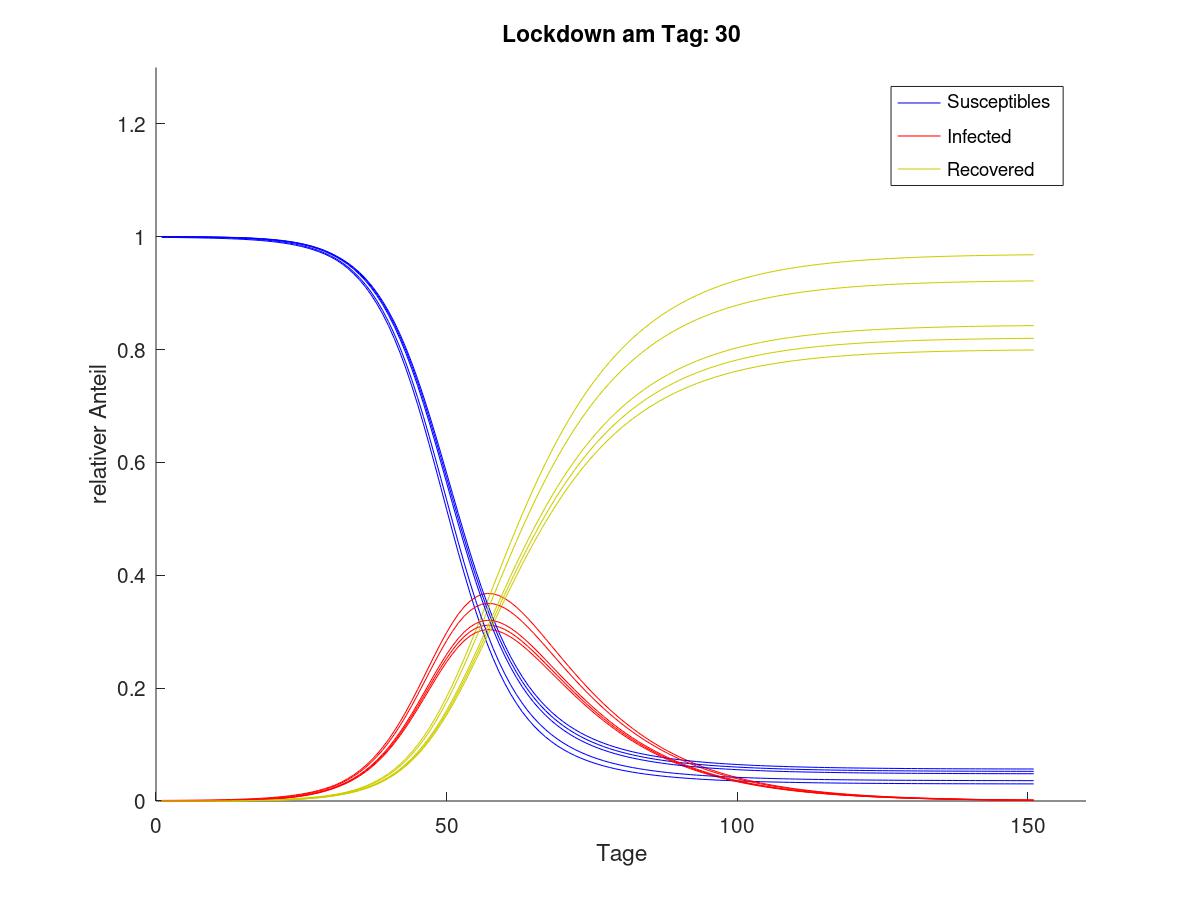 Lockdown am Tag: 30
Susceptibles
Infected
Recovered
1.2
1
0.8
0.6
0.4
0.2
0
relativer Anteil
0
50
100
150
Tage